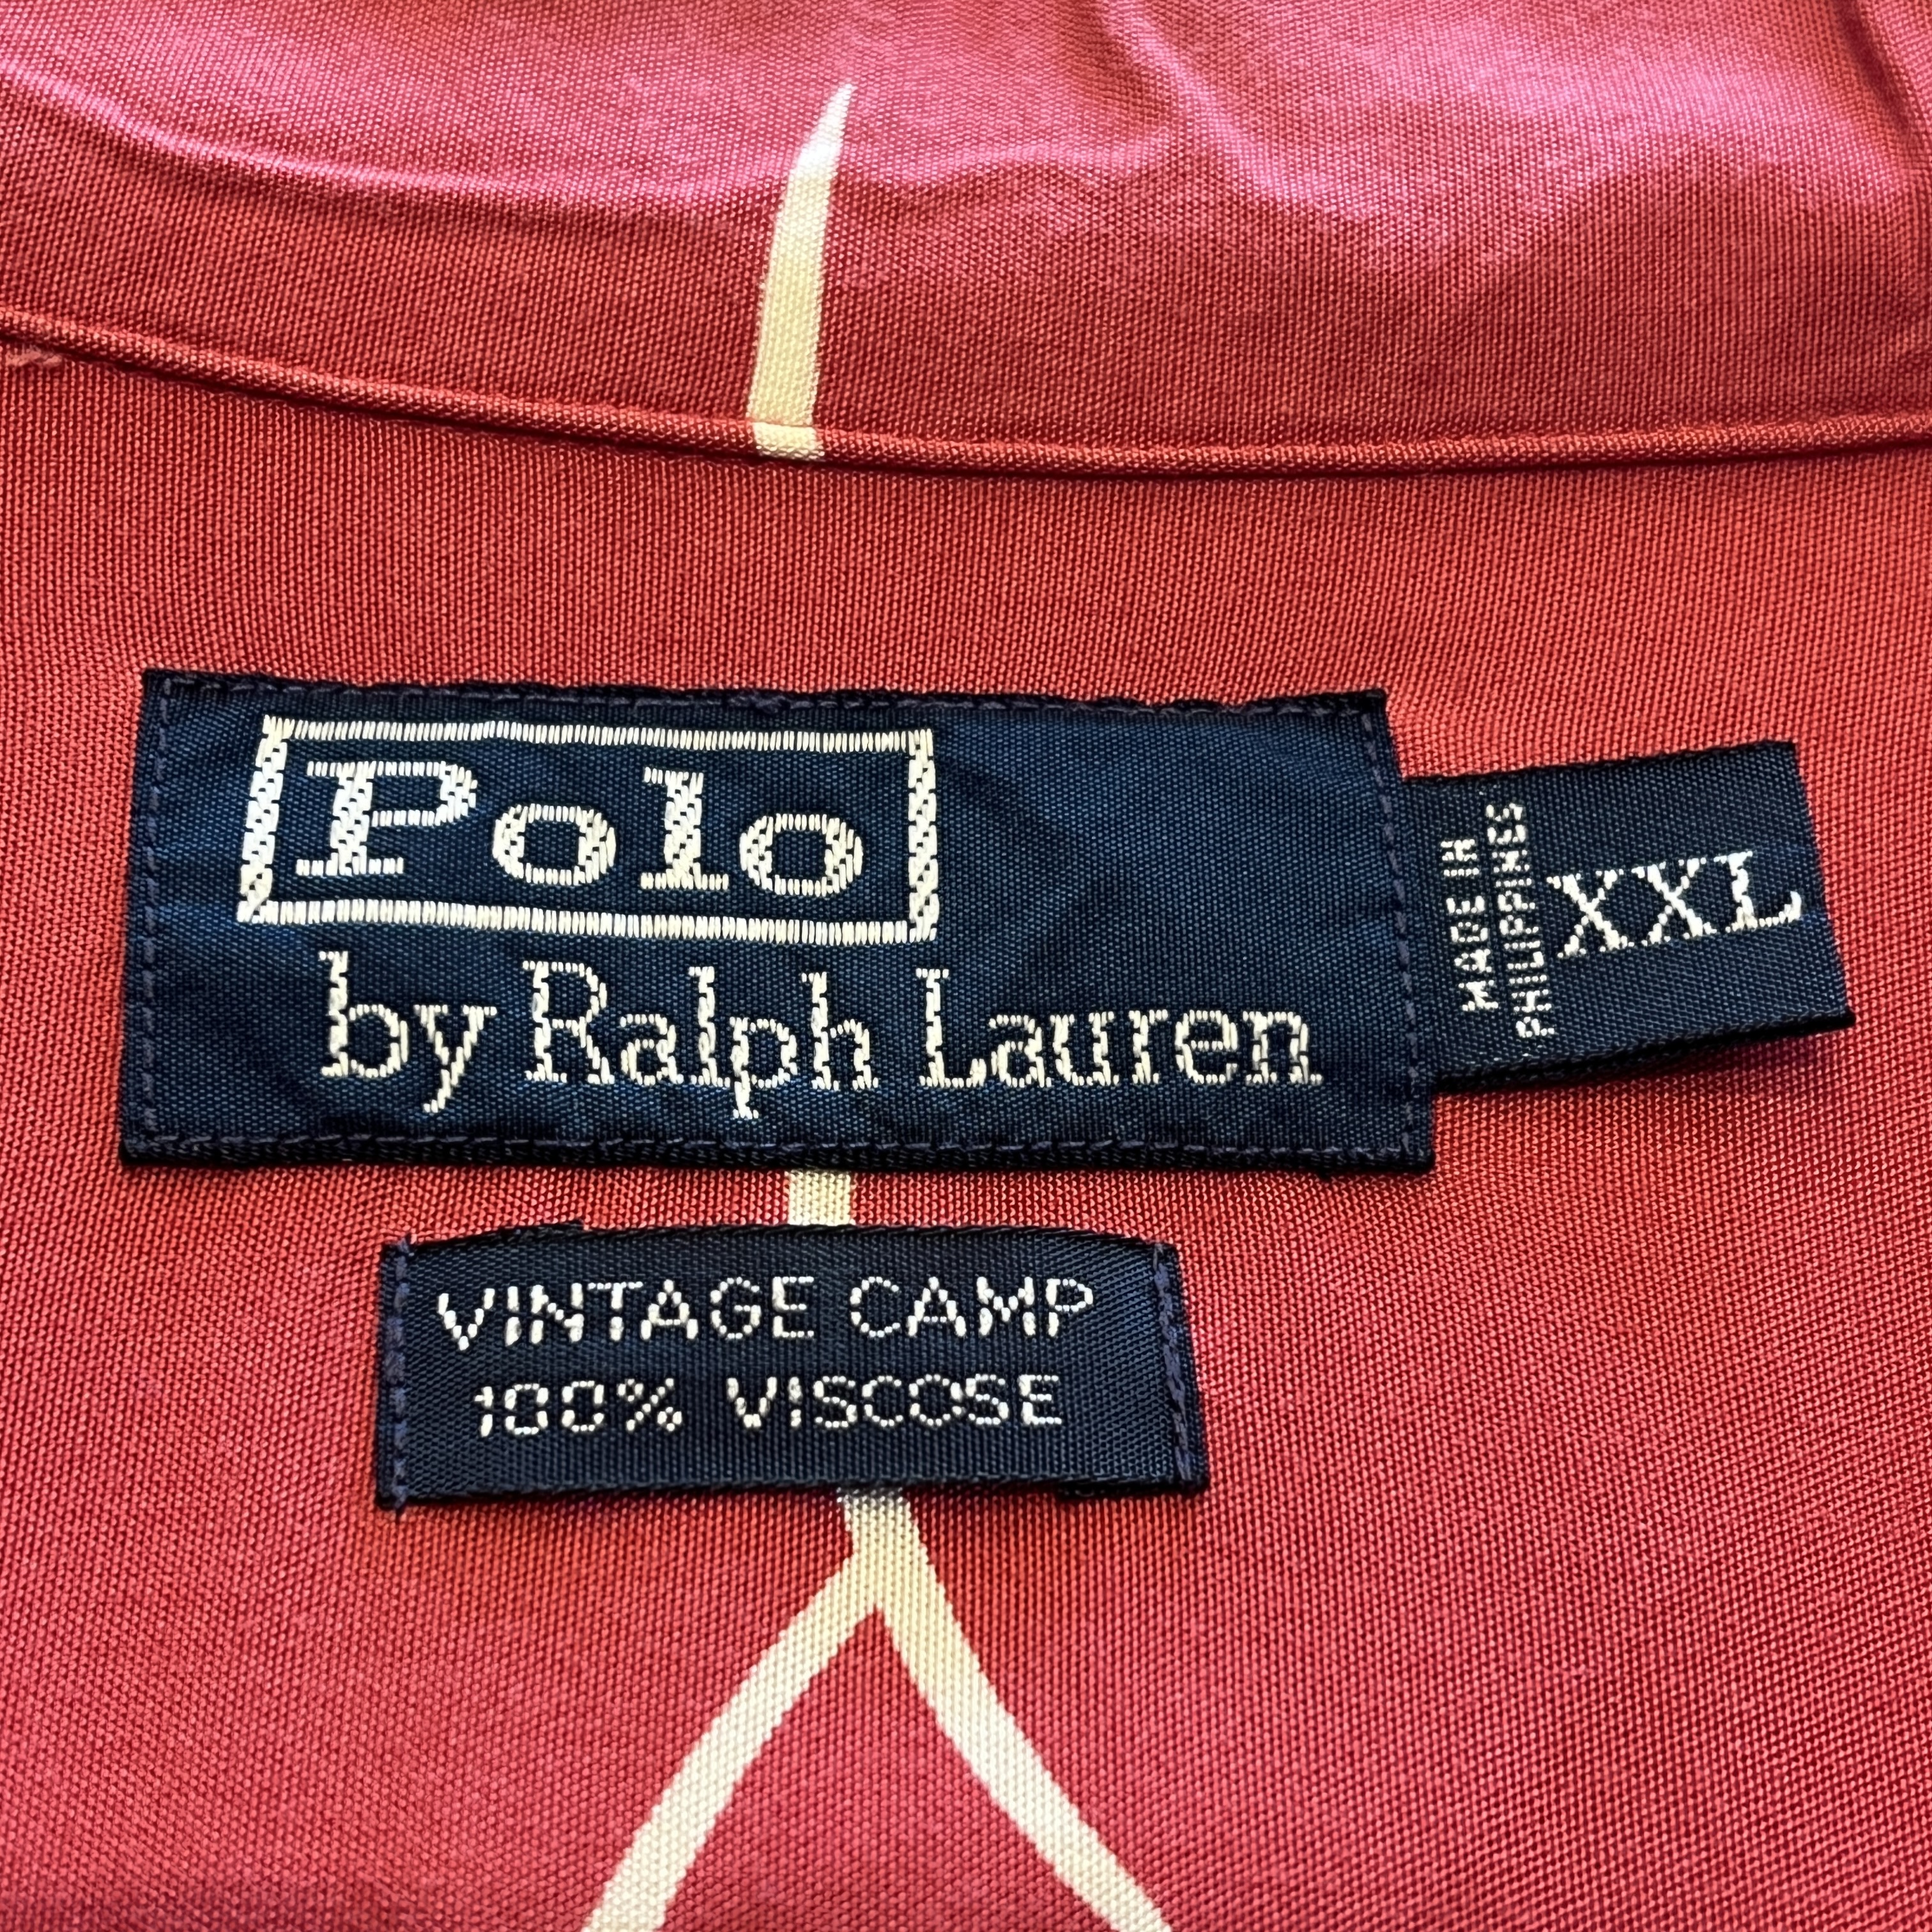 Polo
by Ralph Lauren
MADE IN
PHILIPPINES
XXL
VINTAGE CAMP
100% VISCOSE